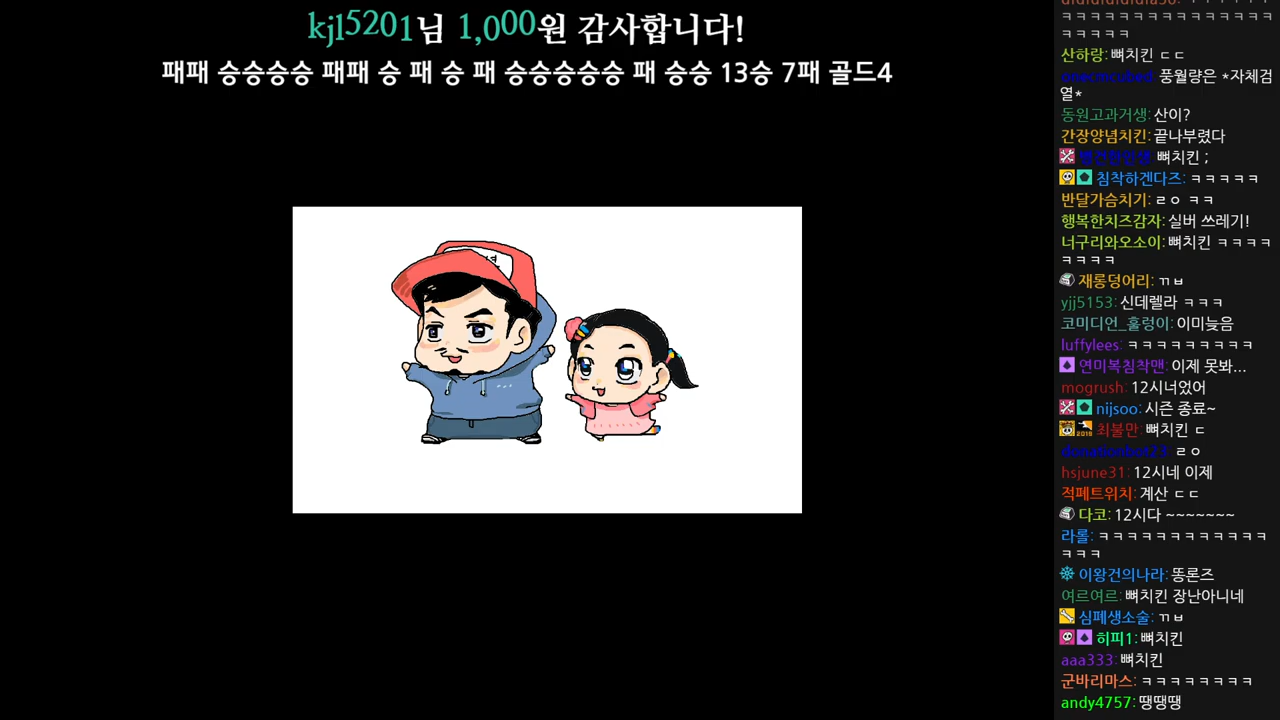 kjl5201님 1,000원 감사합니다!
패패 승승승승 패패 승 패 승 패 승승승승승 패 승승 13승 7패 골드4
ㅋㅋㅋㅋㅋㅋㅋㅋㅋㅋㅋㅋㅋㅋㅋ
ㅋㅋㅋㅋㅋ
산하랑: 뼈치킨 ㄷㄷ
풍월량은 *자체검
열*
동원고과거생: 산이?
간장양념치킨: 끝나부렸다
뼈치킨 ;
침착하겐다즈: ㅋㅋㅋㅋㅋ
반달가슴치기: ㄹㅇ ㅋㅋ
행복한치즈감자: 실버 쓰레기!
너구리와오소이: 뼈치킨 ㅋㅋㅋㅋ
ㅋㅋㅋㅋ
재롱덩어리: ㄲㅂ
yjj5153: 신데렐라 ㅋㅋㅋ
코미디언_홀렁이: 이미늦음
luffylees: ㅋㅋㅋㅋㅋㅋㅋㅋㅋ
연미복침착맨: 이제 못봐...
mogrush: 12시너었어
nijsoo: 시즌 종료~
최불만: 뼈치킨 ㄷ
donationbot23: ㄹㅇ
hsjune31: 12시네 이제
적폐트위치: 계산 ㄷㄷ
다코: 12시다 ~~~~~~~
라롤: ㅋㅋㅋㅋㅋㅋㅋㅋㅋㅋㅋㅋ
ㅋㅋㅋ
이왕건의나라: 똥론즈
여르여르: 뼈치킨 장난아니네
심폐생소술: ㄲㅂ
히피1: 뼈치킨
aaa333: 뼈치킨
군바리마스: ㅋㅋㅋㅋㅋㅋㅋㅋ
andy4757: 땡땡땡